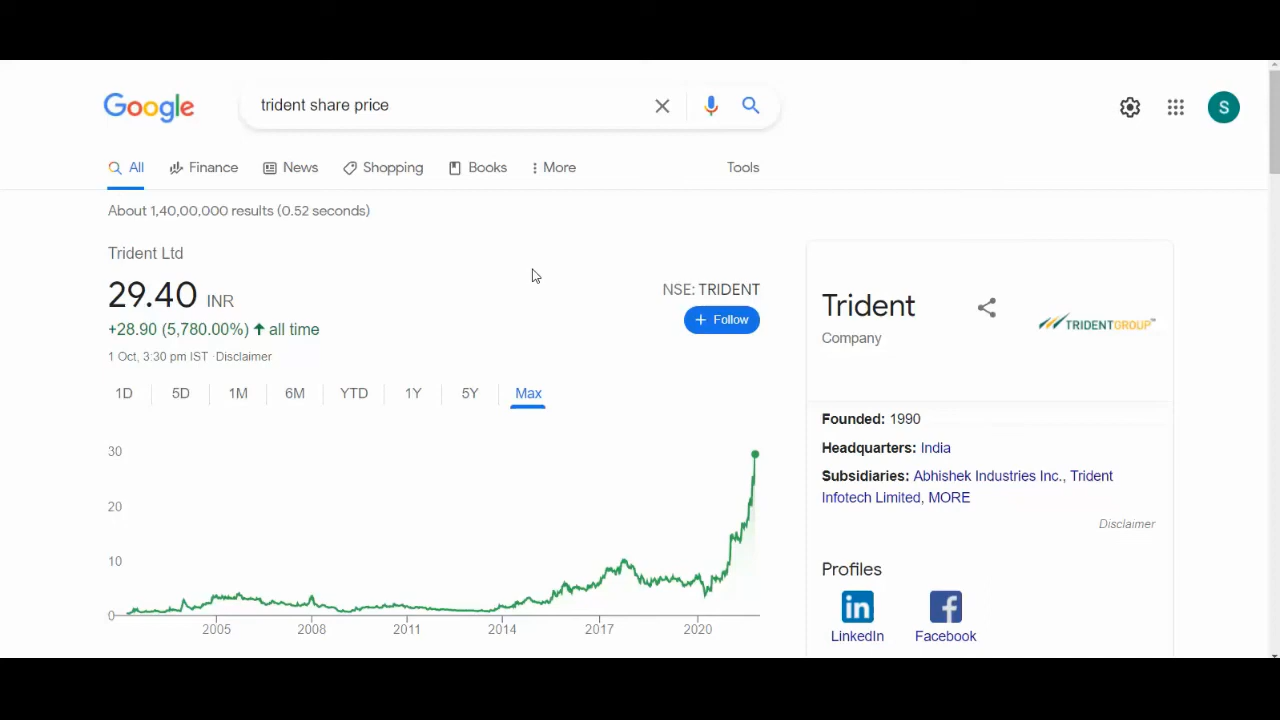 Google
trident share price
S
All
Finance
News
Shopping
Books
More
Tools
About 1,40,00,000 results (0.52 seconds)
Trident Ltd
29.40 INR
+28.90 (5,780.00%) ↑ all time
1 Oct, 3:30 pm IST · Disclaimer
NSE: TRIDENT
+ Follow
1D
5D
1M
6M
YTD
1Y
5Y
Max
30
20
10
0
2005
2008
2011
2014
2017
2020
Trident
Company
TRIDENTGROUP™
Founded: 1990
Headquarters: India
Subsidiaries: Abhishek Industries Inc., Trident
Infotech Limited, MORE
Disclaimer
Profiles
in
f
LinkedIn
Facebook